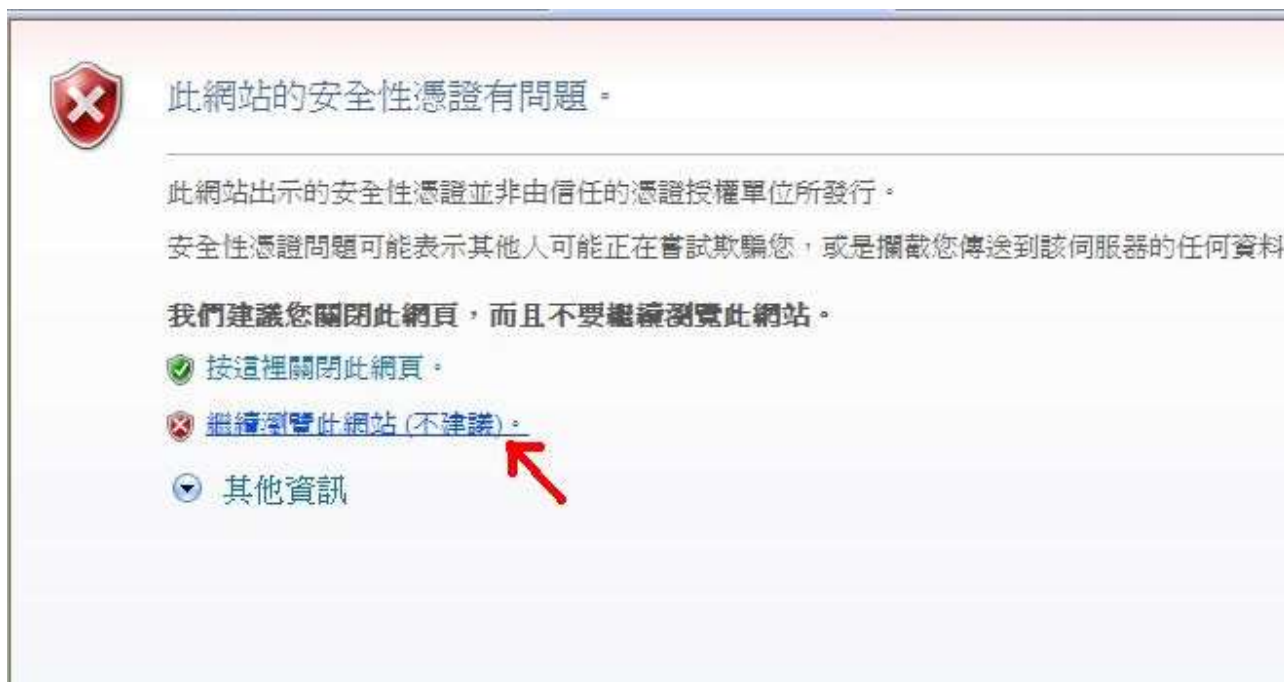 此網站的安全性憑證有問題。
此網站出示的安全性憑證並非由信任的憑證授權單位所發行。
安全性憑證問題可能表示其他人可能正在嘗試欺騙您，或是攔截您傳送到該伺服器的任何資料
我們建議您關閉此網頁，而且不要繼續瀏覽此網站。
按這裡關閉此網頁。
繼續瀏覽此網站 (不建議)。
其他資訊